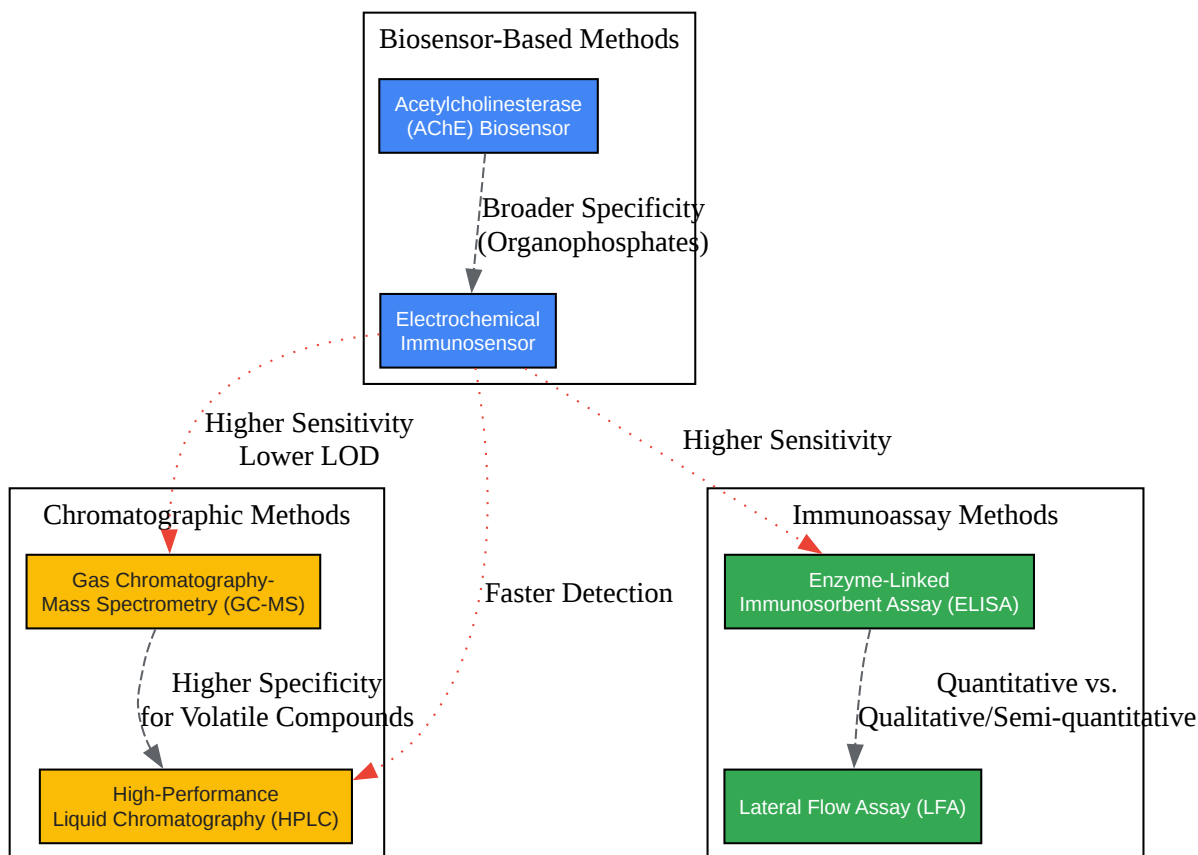 Biosensor-Based Methods
Acetylcholinesterase
(AChE) Biosensor
Broader Specificity
(Organophosphates)
Electrochemical
Immunosensor
Higher Sensitivity
Lower LOD
Higher Sensitivity
Chromatographic Methods
Gas Chromatography-
Mass Spectrometry (GC-MS)
Faster Detection
Higher Specificity
for Volatile Compounds
High-Performance
Liquid Chromatography (HPLC)
Immunoassay Methods
Enzyme-Linked
Immunosorbent Assay (ELISA)
Quantitative vs.
Qualitative/Semi-quantitative
Lateral Flow Assay (LFA)